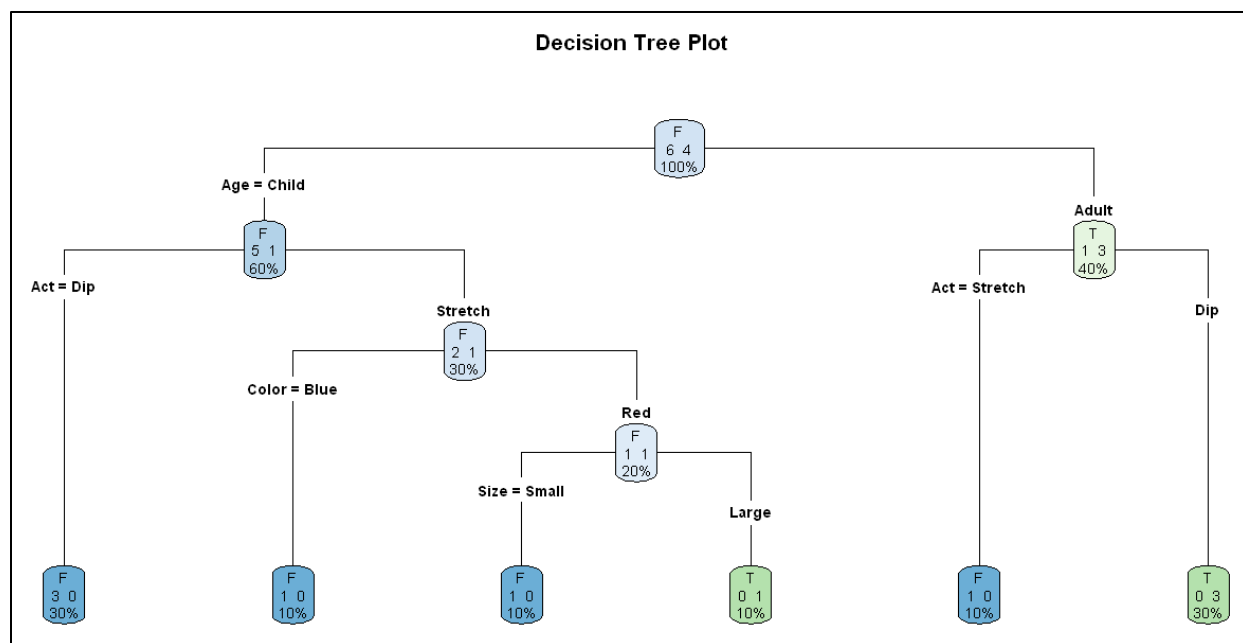 Decision Tree Plot
F
6 4
100%
Age = Child
Adult
F
5 1
60%
T
1 3
40%
Act = Dip
Stretch
Act = Stretch
Dip
F
2 1
30%
Color = Blue
Red
F
1 1
20%
Size = Small
Large
F
3 0
30%
F
1 0
10%
F
1 0
10%
T
0 1
10%
F
1 0
10%
T
0 3
30%